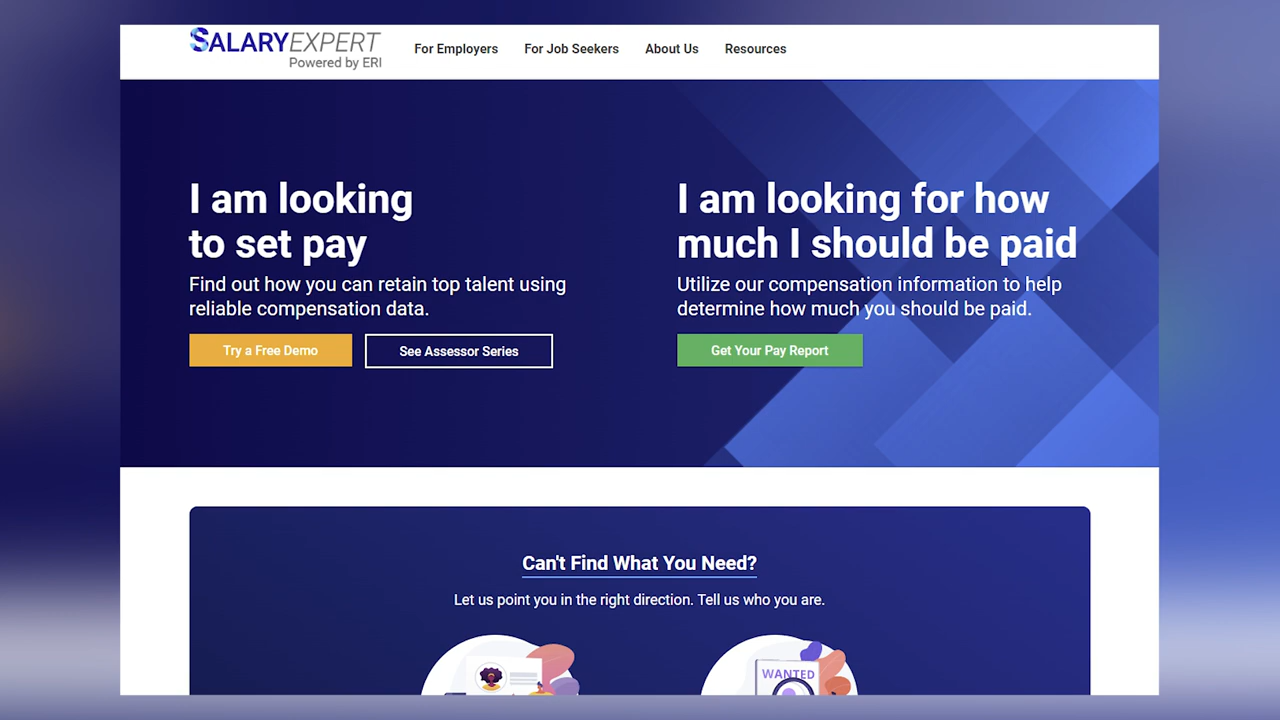 SALARYEXPERT
Powered by ERI
For Employers For Job Seekers About Us Resources
I am looking
to set pay
Find out how you can retain top talent using
reliable compensation data.
Try a Free Demo See Assessor Series
I am looking for how
much I should be paid
Utilize our compensation information to help
determine how much you should be paid.
Get Your Pay Report
Can't Find What You Need?
Let us point you in the right direction. Tell us who you are.
WANTED